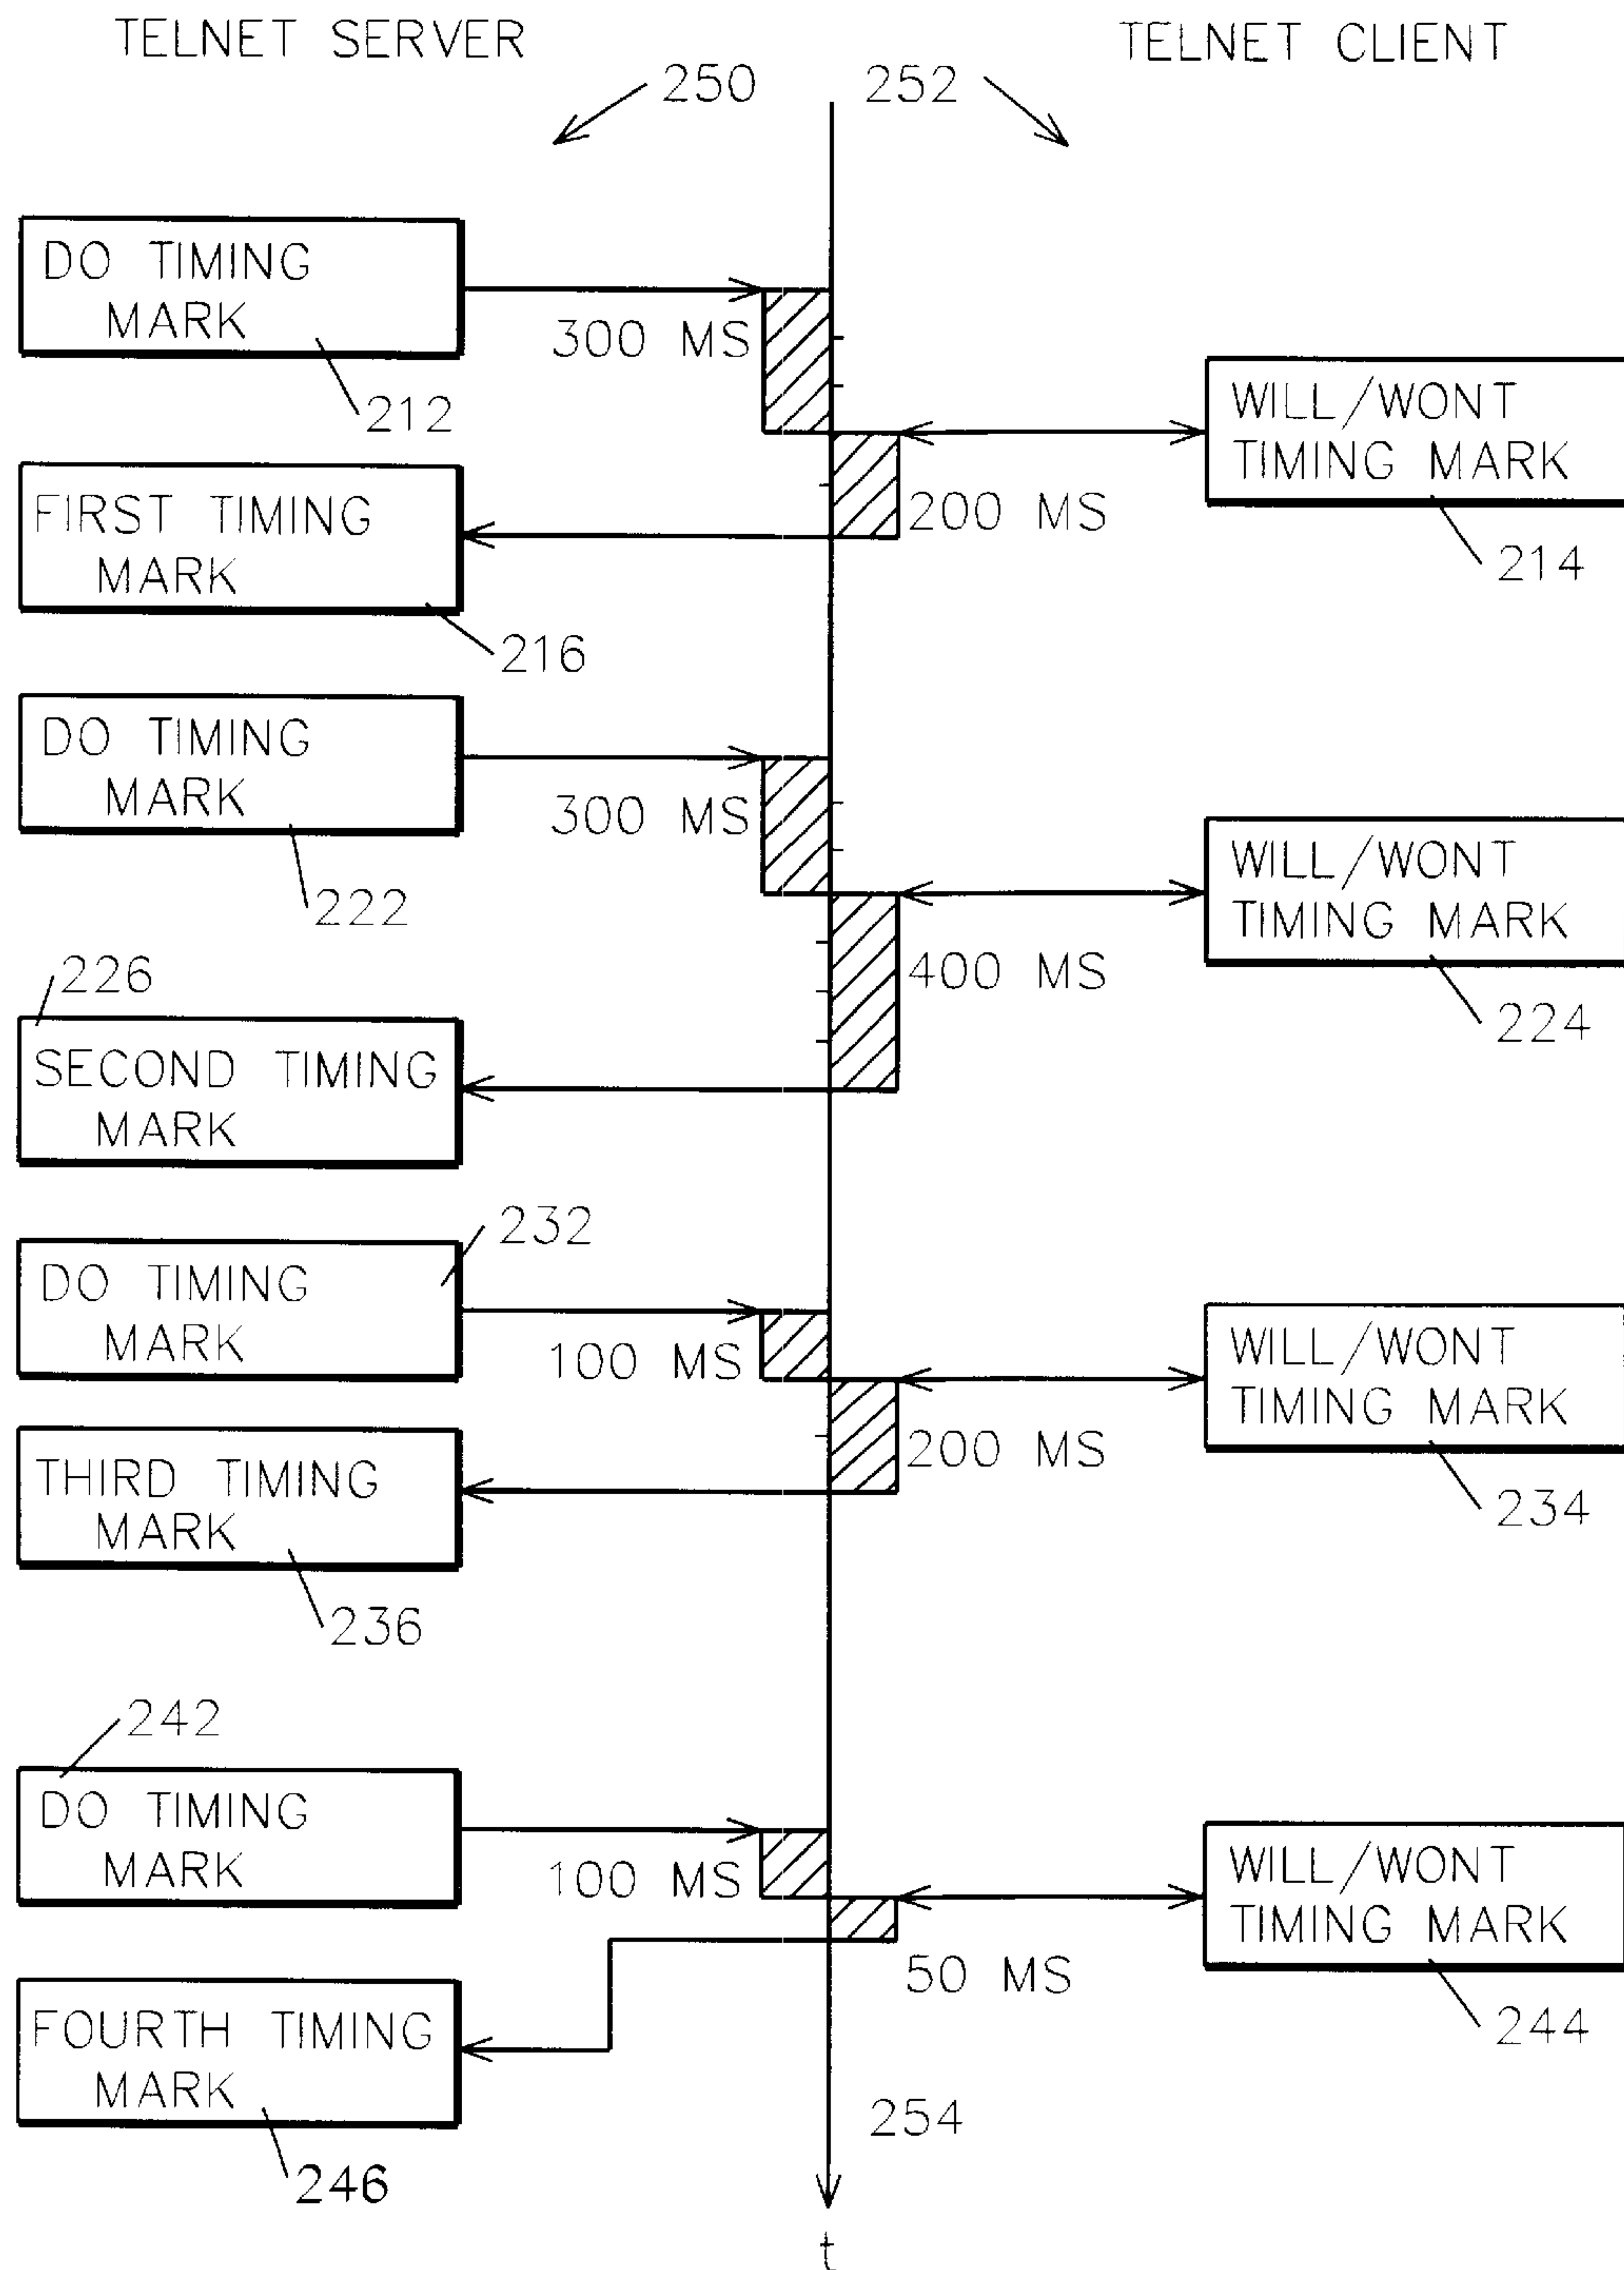 TELNET SERVER
TELNET CLIENT
250
252
DO TIMING
MARK
300 MS
212
WILL/WONT
TIMING MARK
FIRST TIMING
MARK
200 MS
214
216
DO TIMING
MARK
300 MS
222
WILL/WONT
TIMING MARK
226
400 MS
224
SECOND TIMING
MARK
232
DO TIMING
MARK
100 MS
WILL/WONT
TIMING MARK
THIRD TIMING
MARK
200 MS
234
236
242
DO TIMING
MARK
100 MS
WILL/WONT
TIMING MARK
50 MS
FOURTH TIMING
MARK
244
254
246
t